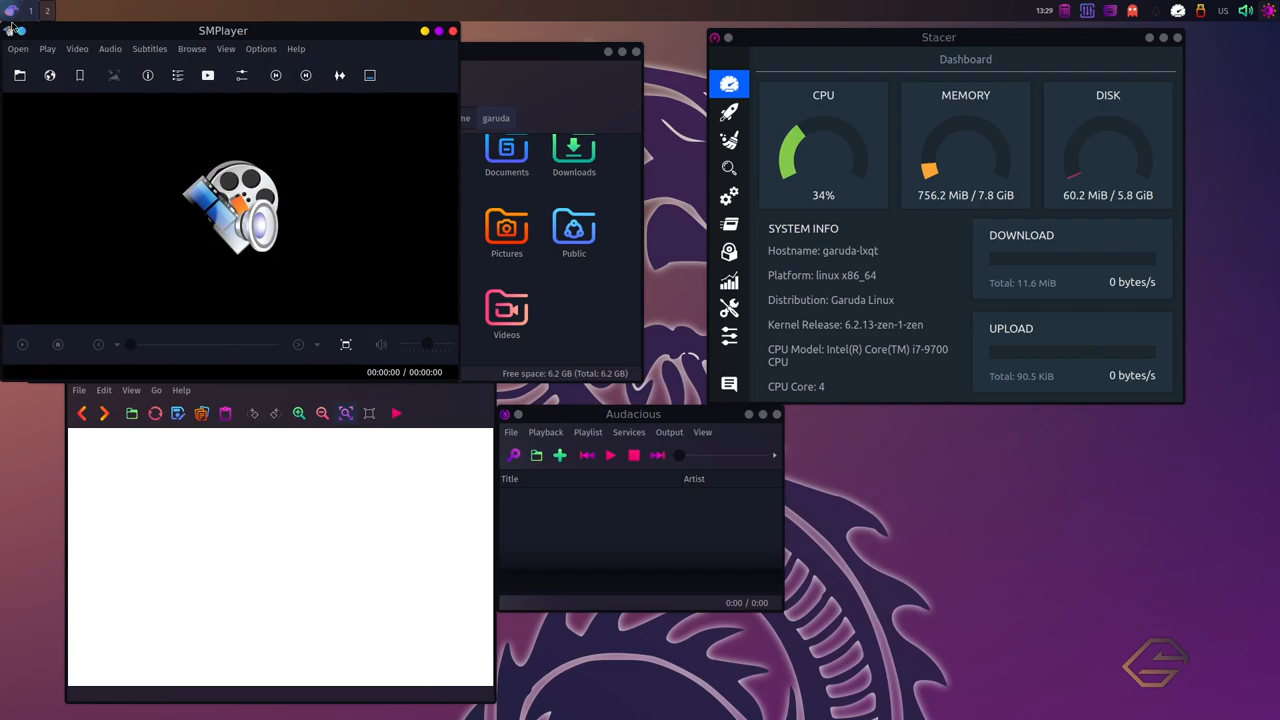 1 2
13:29 US
SMPlayer
Open Play Video Audio Subtitles Browse View Options Help
00:00:00 / 00:00:00
me garuda
Documents Downloads
Pictures Public
Videos
Free space: 6.2 GB (Total: 6.2 GB)
Stacer
Dashboard
CPU MEMORY DISK
34% 756.2 MiB / 7.8 GiB 60.2 MiB / 5.8 GiB
SYSTEM INFO
Hostname: garuda-lxqt
Platform: linux x86_64
Distribution: Garuda Linux
Kernel Release: 6.2.13-zen-1-zen
CPU Model: Intel(R) Core(TM) i7-9700
CPU
CPU Core: 4
DOWNLOAD
Total: 11.6 MiB 0 bytes/s
UPLOAD
Total: 90.5 KiB 0 bytes/s
File Edit View Go Help
Audacious
File Playback Playlist Services Output View
Title Artist
0:00 / 0:00